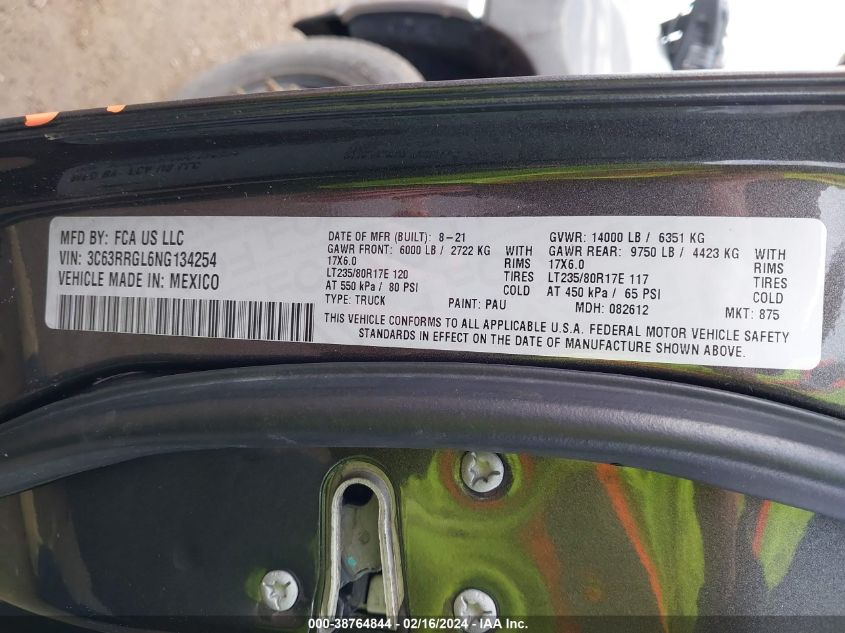 MFD BY: FCA US LLC
VIN: 3C63RRGL6NG134254
VEHICLE MADE IN: MEXICO
DATE OF MFR (BUILT): 8-21
GAWR FRONT: 6000 LB / 2722 KG WITH
17X6.0 RIMS
LT235/80R17E 120 TIRES
AT 550 kPa / 80 PSI COLD
TYPE: TRUCK PAINT: PAU
GVWR: 14000 LB / 6351 KG
GAWR REAR: 9750 LB / 4423 KG WITH
17X6.0 RIMS
LT235/80R17E 117 TIRES
AT 450 kPa / 65 PSI COLD
MDH: 082612 MKT: 875
THIS VEHICLE CONFORMS TO ALL APPLICABLE U.S.A. FEDERAL MOTOR VEHICLE SAFETY
STANDARDS IN EFFECT ON THE DATE OF MANUFACTURE SHOWN ABOVE.
000-38764844 - 02/16/2024 - IAA Inc.